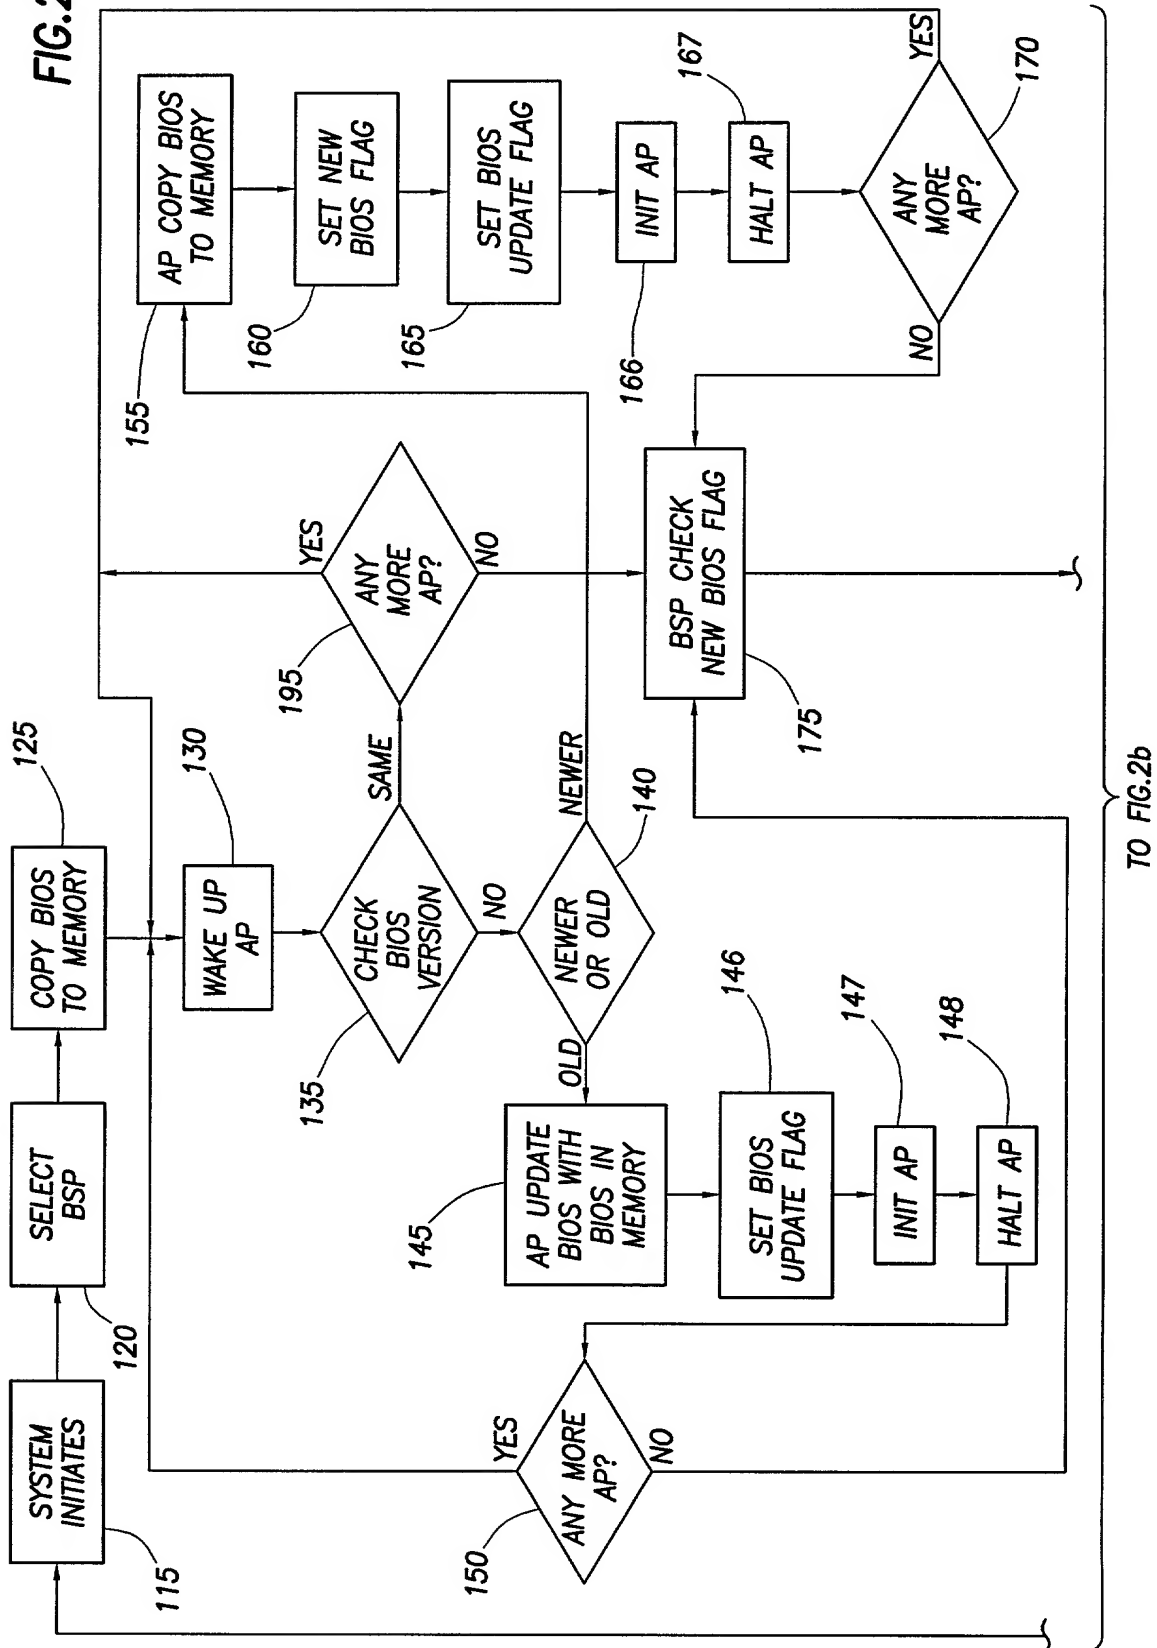 FIG.2
SYSTEM
INITIATES
115
SELECT
BSP
120
COPY BIOS
TO MEMORY
125
WAKE UP
AP
130
CHECK
BIOS
VERSION
135
SAME
NO
ANY
MORE
AP?
195
YES
NO
NEWER
OR OLD
140
OLD
NEWER
AP UPDATE
BIOS WITH
BIOS IN
MEMORY
145
SET BIOS
UPDATE FLAG
146
INIT AP
147
HALT AP
148
ANY MORE
AP?
150
YES
NO
AP COPY BIOS
TO MEMORY
155
SET NEW
BIOS FLAG
160
SET BIOS
UPDATE FLAG
165
INIT AP
166
HALT AP
167
ANY
MORE
AP?
170
YES
NO
BSP CHECK
NEW BIOS FLAG
175
TO FIG.2b